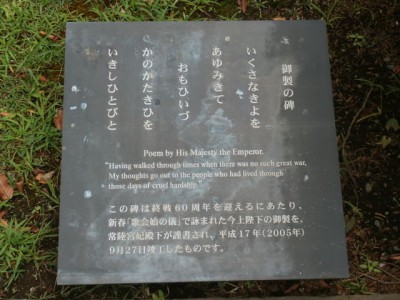 御製の碑
いくさなきよを
あゆみきて
おもひいづ
かのかたきひを
いきしひとびと
Poem by His Majesty the Emperor.
"Having walked through times when there was no such great war,
My thoughts go out to the people who had lived through
those days of cruel hardship."
この碑は終戦60周年を迎えるにあたり、
新春「歌会始の儀」で詠まれた今上陛下の御製を、
常陸宮妃殿下が謹書され、平成17年(2005年)
9月27日竣工したものです。